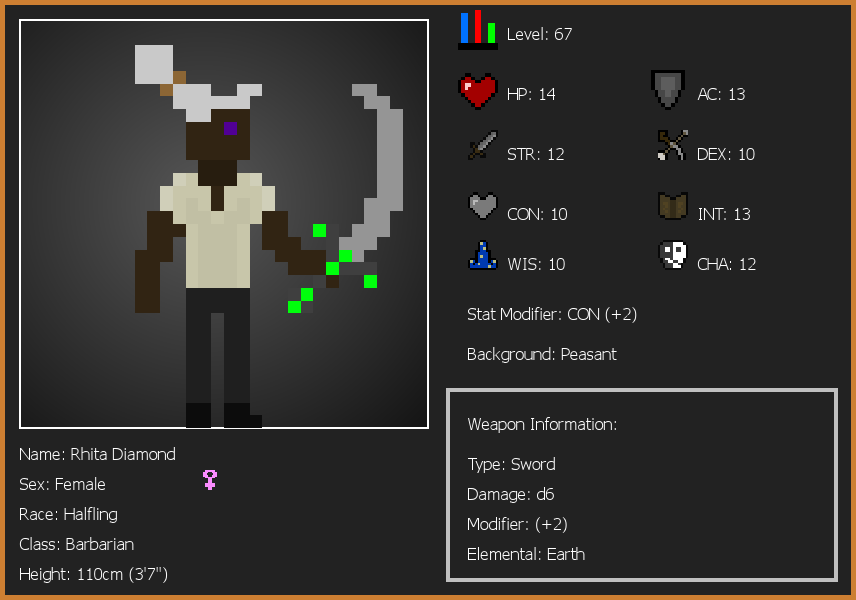 Level: 67
HP: 14
AC: 13
STR: 12
DEX: 10
CON: 10
INT: 13
WIS: 10
CHA: 12
Stat Modifier: CON (+2)
Background: Peasant
Weapon Information:
Type: Sword
Damage: d6
Modifier: (+2)
Elemental: Earth
Name: Rhita Diamond
Sex: Female
Race: Halfling
Class: Barbarian
Height: 110cm (3'7")